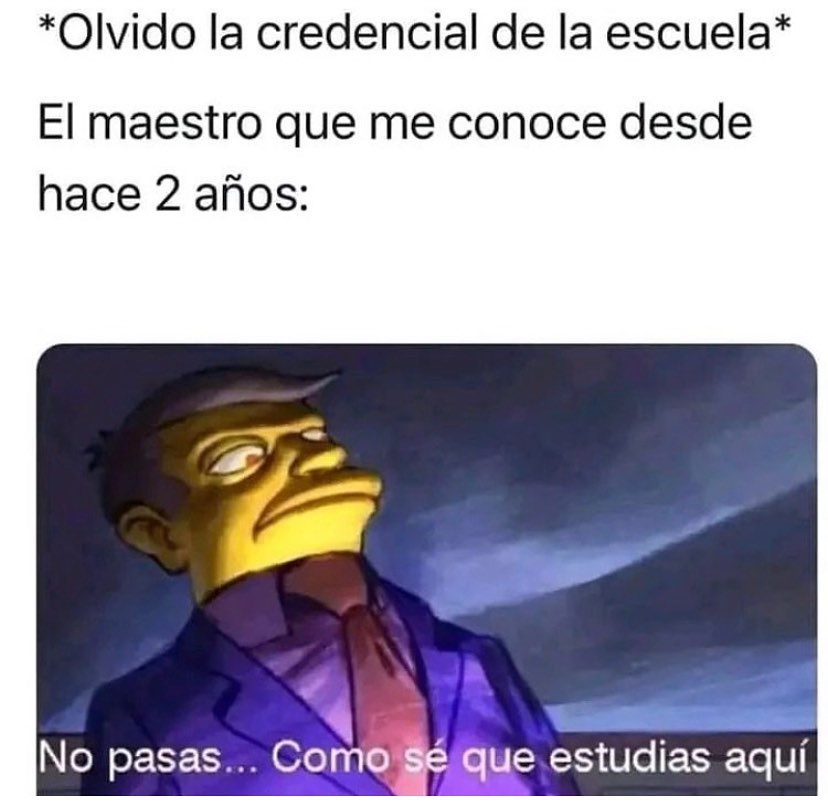 *Olvido la credencial de la escuela*
El maestro que me conoce desde
hace 2 años:
No pasas... Como sé que estudias aquí